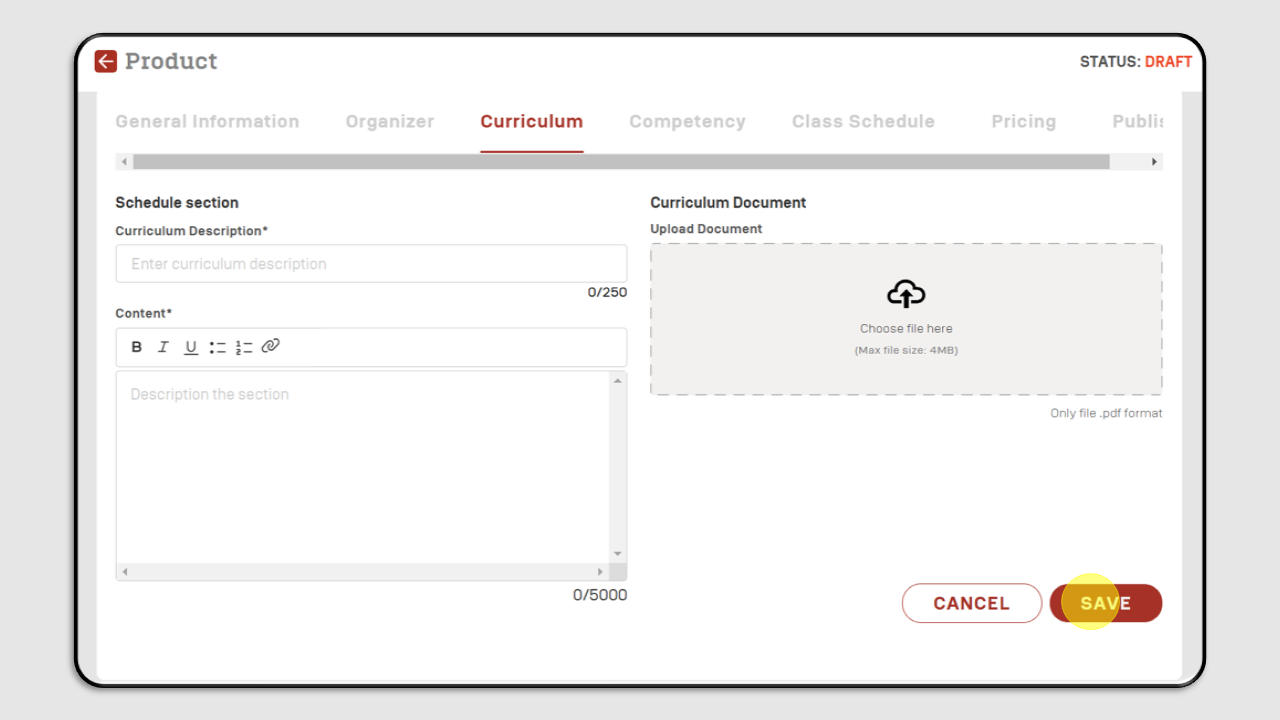 Product
STATUS: DRAFT
General Information Organizer Curriculum Competency Class Schedule Pricing Publis
Schedule section
Curriculum Description*
Enter curriculum description
0/250
Content*
B I U
Description the section
0/5000
Curriculum Document
Upload Document
Choose file here
(Max file size: 4MB)
Only file .pdf format
CANCEL SAVE